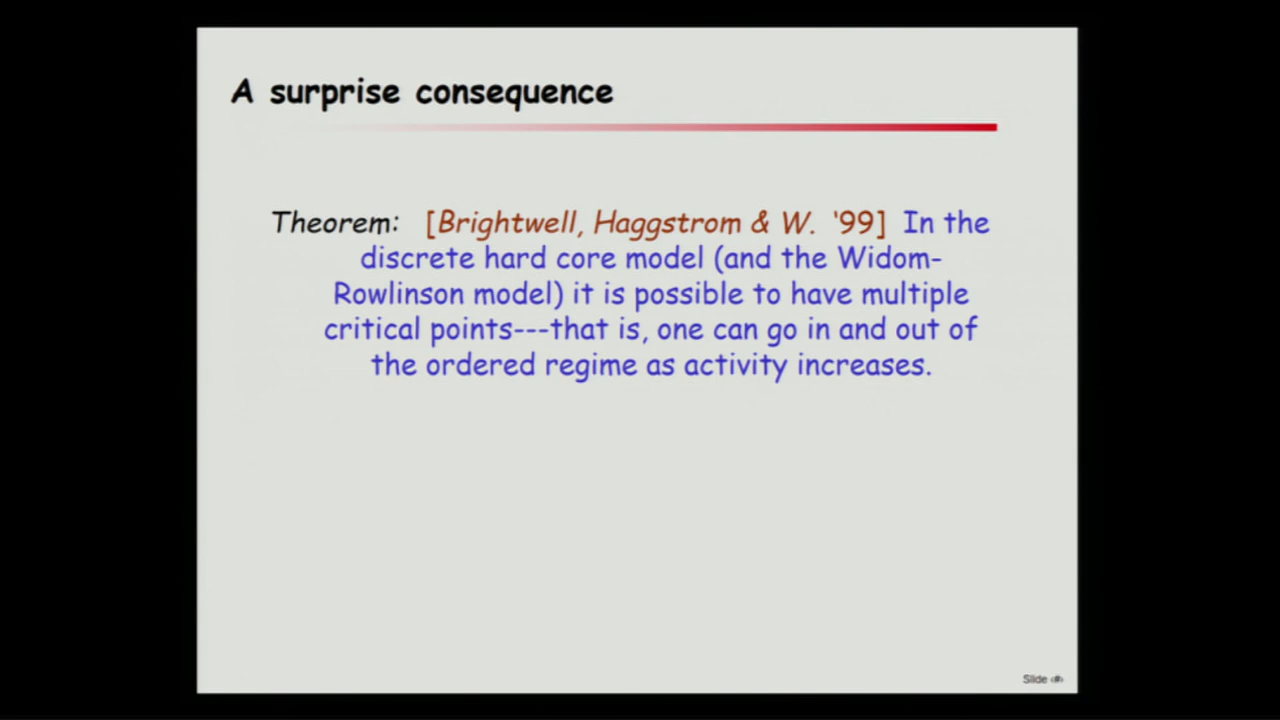 A surprise consequence
Theorem: [Brightwell, Haggstrom & W. '99] In the
discrete hard core model (and the Widom-
Rowlinson model) it is possible to have multiple
critical points---that is, one can go in and out of
the ordered regime as activity increases.
Slide